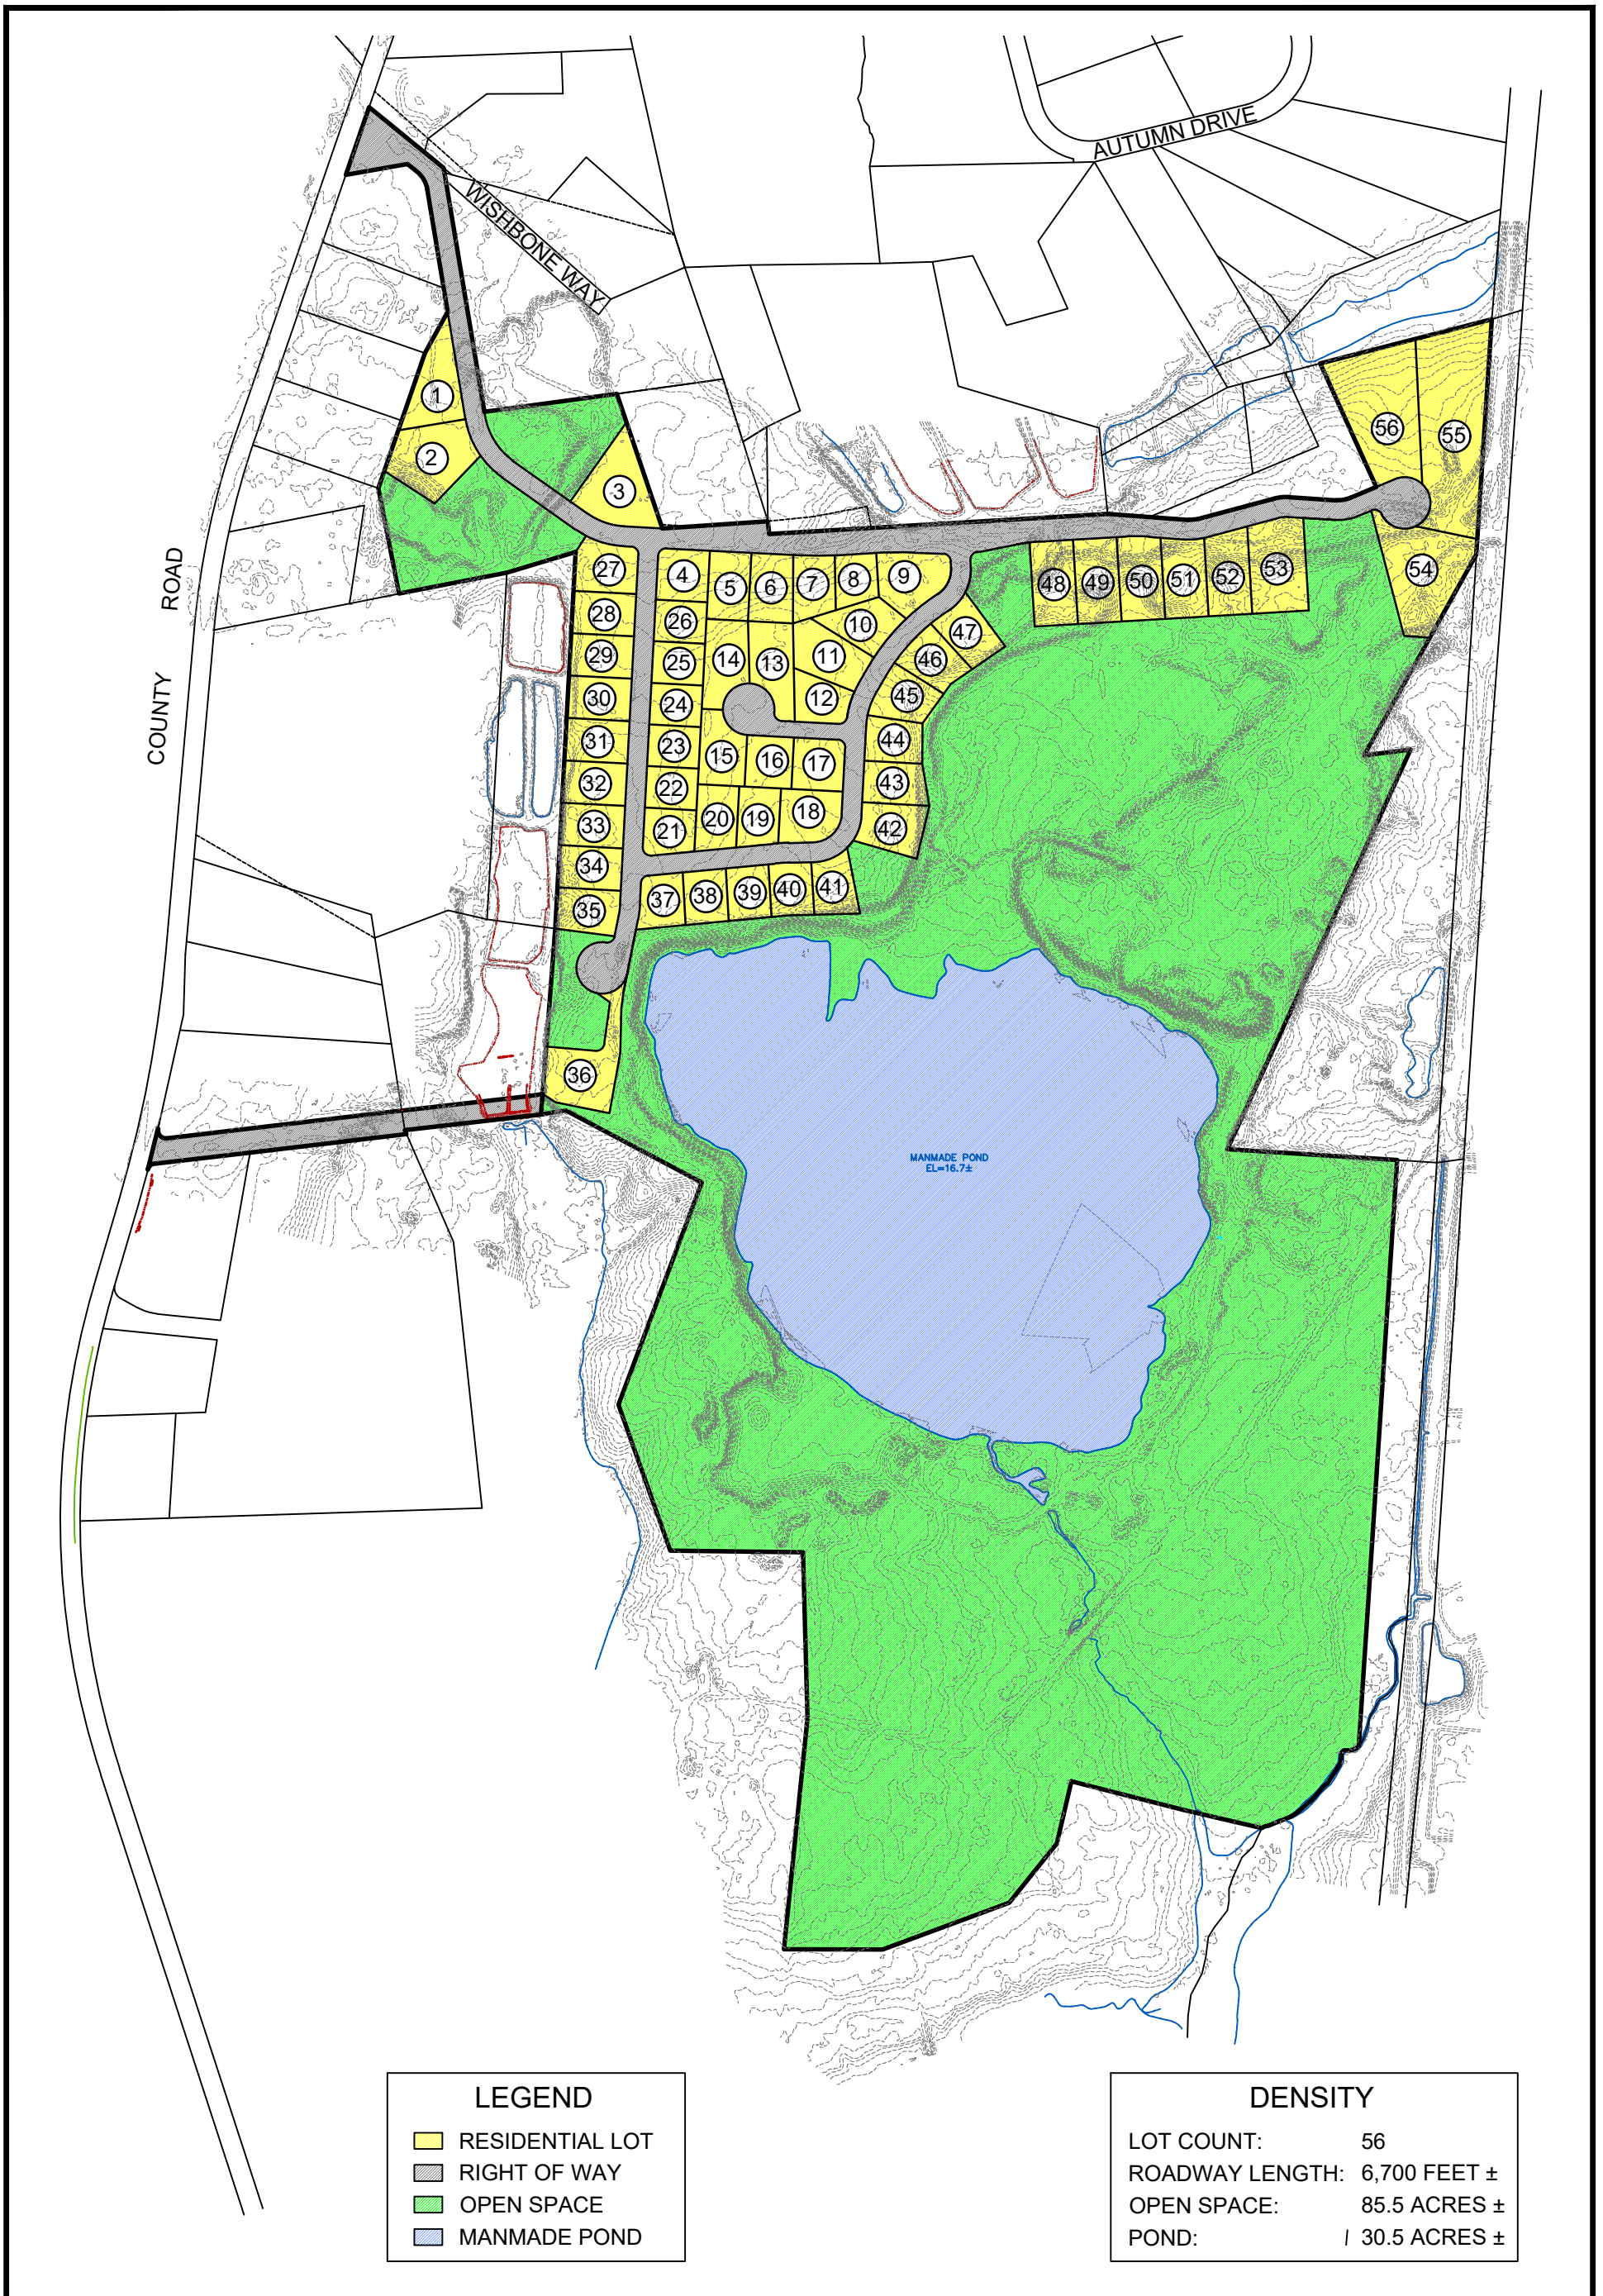 AUTUMN DRIVE
WISHBONE WAY
COUNTY ROAD
1
2
3
56
55
54
27 4 5 6 7 8 9
48 49 50 51 52 53
28 26 10 47
29 25 14 13 11 46
30 24 12 45
31 23 15 16 17 44
32 22 43
33 21 20 19 18 42
34
35 37 38 39 40 41
36
MANMADE POND
EL=16.7±
LEGEND
RESIDENTIAL LOT
RIGHT OF WAY
OPEN SPACE
MANMADE POND
DENSITY
LOT COUNT: 56
ROADWAY LENGTH: 6,700 FEET ±
OPEN SPACE: 85.5 ACRES ±
POND: 30.5 ACRES ±